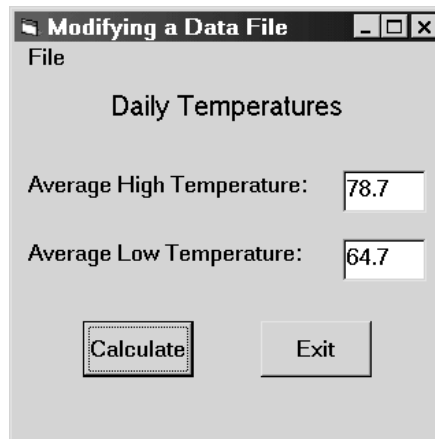 Modifying a Data File
File
Daily Temperatures
Average High Temperature: 78.7
Average Low Temperature: 64.7
Calculate Exit